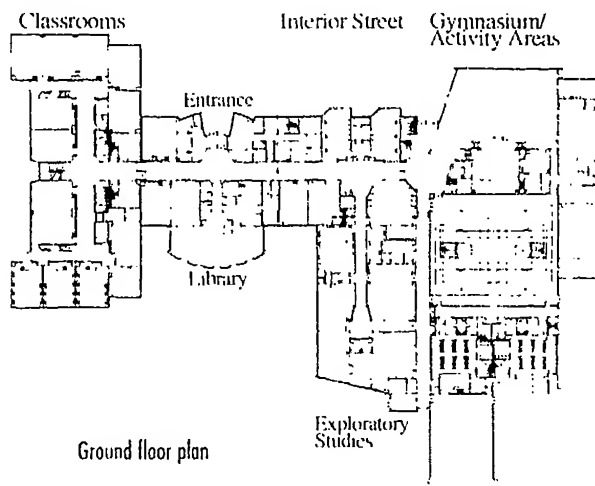 Classrooms
Interior Street
Gymnasium/
Activity Areas
Entrance
Library
Exploratory
Studies
Ground floor plan